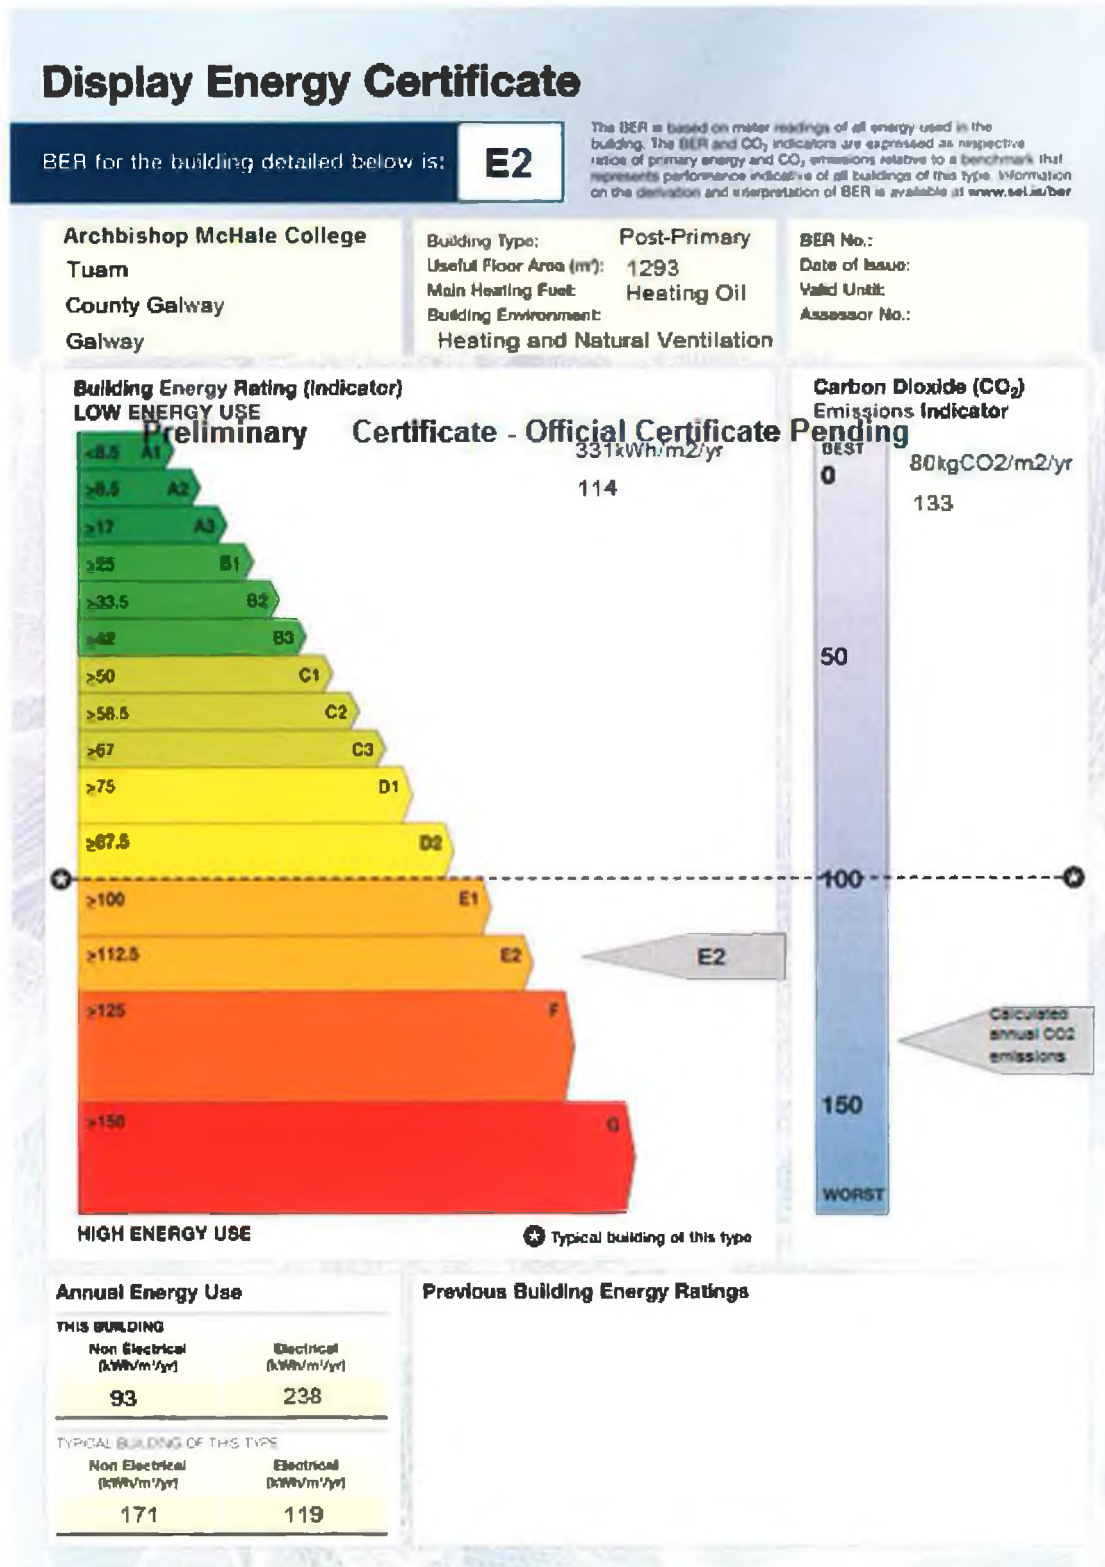 Display Energy Certificate
BER for the building detailed below is:
E2
The BER is based on meter readings of all energy used in the
building. The BER and CO₂ indicators are expressed as respective
ratios of primary energy and CO₂ emissions relative to a benchmark that
represents performance indicative of all buildings of this type. Information
on the derivation and interpretation of BER is available at www.sei.ie/ber
Archbishop McHale College
Tuam
County Galway
Galway
Building Type: Post-Primary
Useful Floor Area (m²): 1293
Main Heating Fuel: Heating Oil
Building Environment:
Heating and Natural Ventilation
BER No.:
Date of Issue:
Valid Until:
Assessor No.:
Building Energy Rating (Indicator)
LOW ENERGY USE
Preliminary Certificate - Official Certificate Pending
331kWh/m2/yr
114
<8.5 A1
≥8.5 A2
≥17 A3
≥25 B1
≥33.5 B2
≥42 B3
≥50 C1
≥58.5 C2
≥67 C3
≥75 D1
≥87.5 D2
≥100 E1
≥112.5 E2
E2
≥125 F
≥150 G
HIGH ENERGY USE
Typical building of this type
Carbon Dioxide (CO₂)
Emissions Indicator
BEST
0
80kgCO2/m2/yr
133
50
100
Calculated
annual CO2
emissions
150
WORST
Annual Energy Use
THIS BUILDING
Non Electrical Electrical
(kWh/m²/yr) (kWh/m²/yr)
93 238
TYPICAL BUILDING OF THIS TYPE
Non Electrical Electrical
(kWh/m²/yr) (kWh/m²/yr)
171 119
Previous Building Energy Ratings